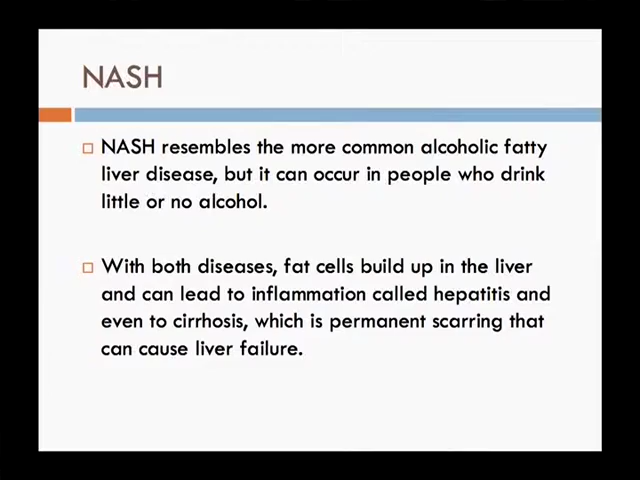 NASH
NASH resembles the more common alcoholic fatty
liver disease, but it can occur in people who drink
little or no alcohol.
With both diseases, fat cells build up in the liver
and can lead to inflammation called hepatitis and
even to cirrhosis, which is permanent scarring that
can cause liver failure.